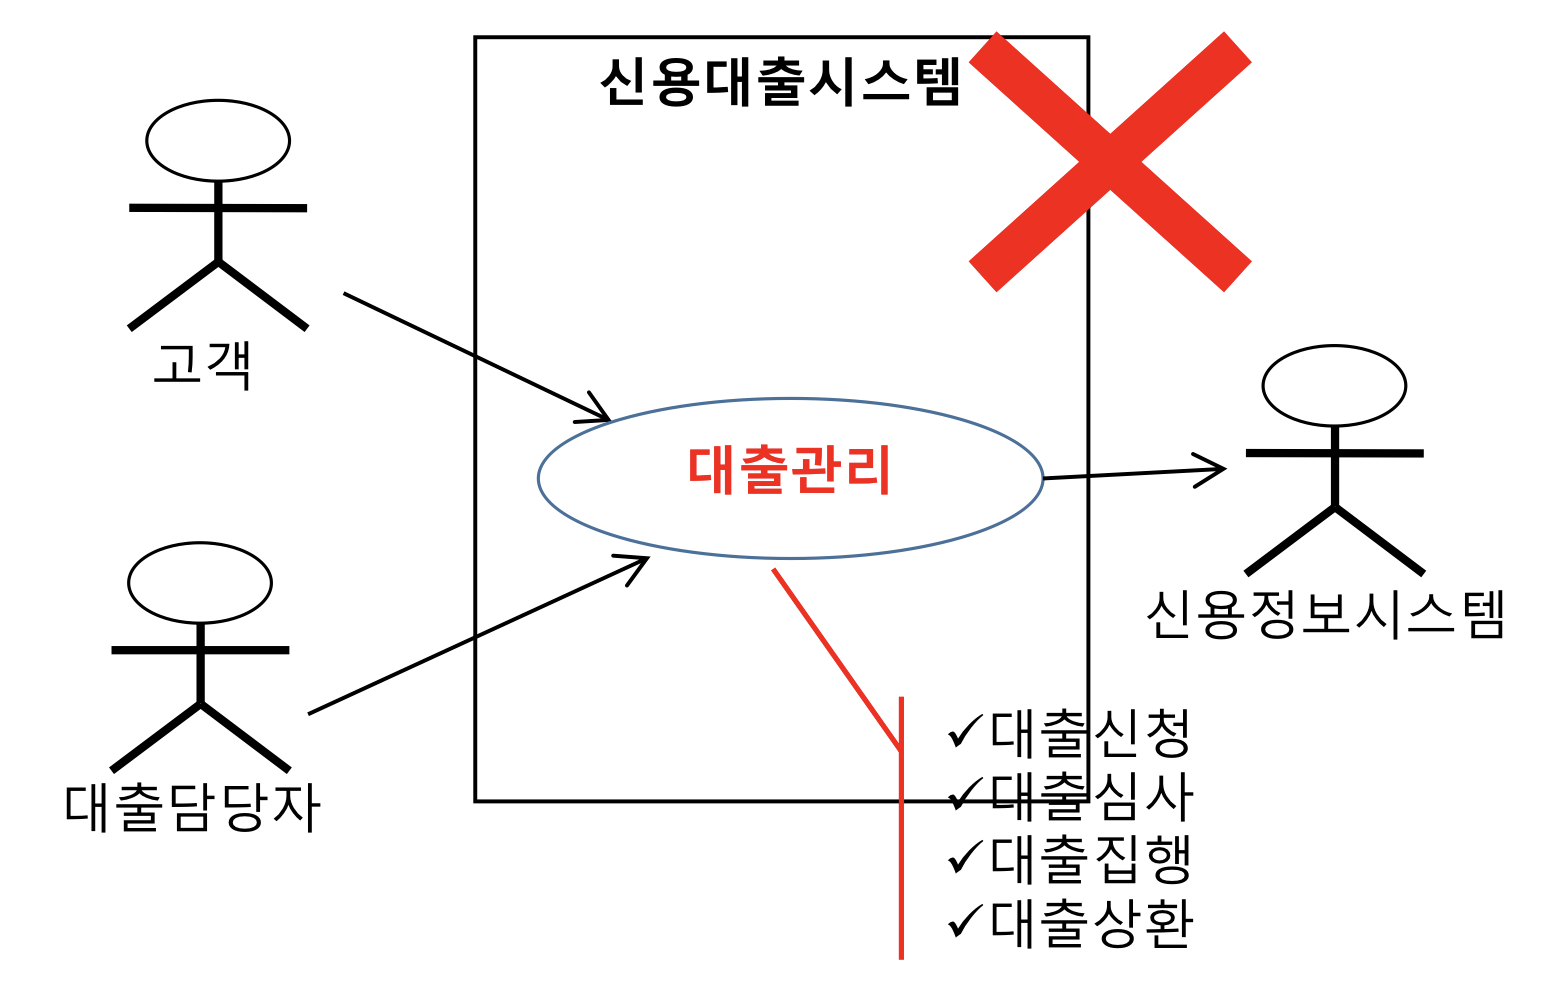 신용대출시스템
고객
대출관리
신용정보시스템
대출담당자
✓대출신청
✓대출심사
✓대출집행
✓대출상환